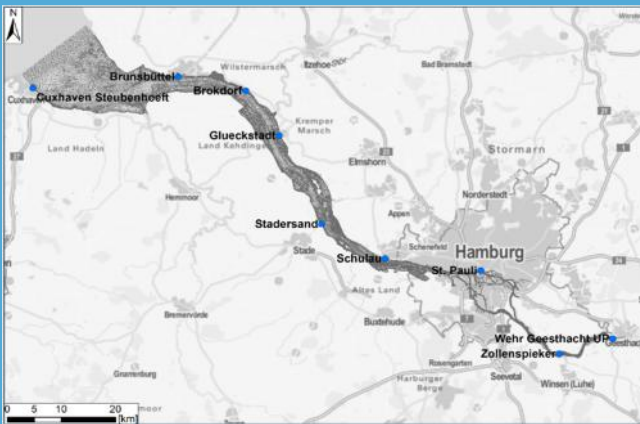 N
Wilstermarsch
Itzehoe
Bad Bramstedt
Brunsbüttel
Brokdorf
Cuxhaven Steubenhoeft
Cuxhaven
Kremper
Marsch
Glueckstadt
Land Kehdingen
Land Hadeln
Stormarn
Elmshorn
Hemmoor
Norderstedt
Appen
Stadersand
Schenefeld
Stade
Hamburg
Schulau
St. Pauli
Altes Land
Bremervörde
Buxtehude
Wehr Geesthacht UP
Geesthach
Zollenspieker
Rosengarten
Gnarrenburg
Harburger
Berge
Seevetal
Winsen (Luhe)
0 5 10 20
[km]